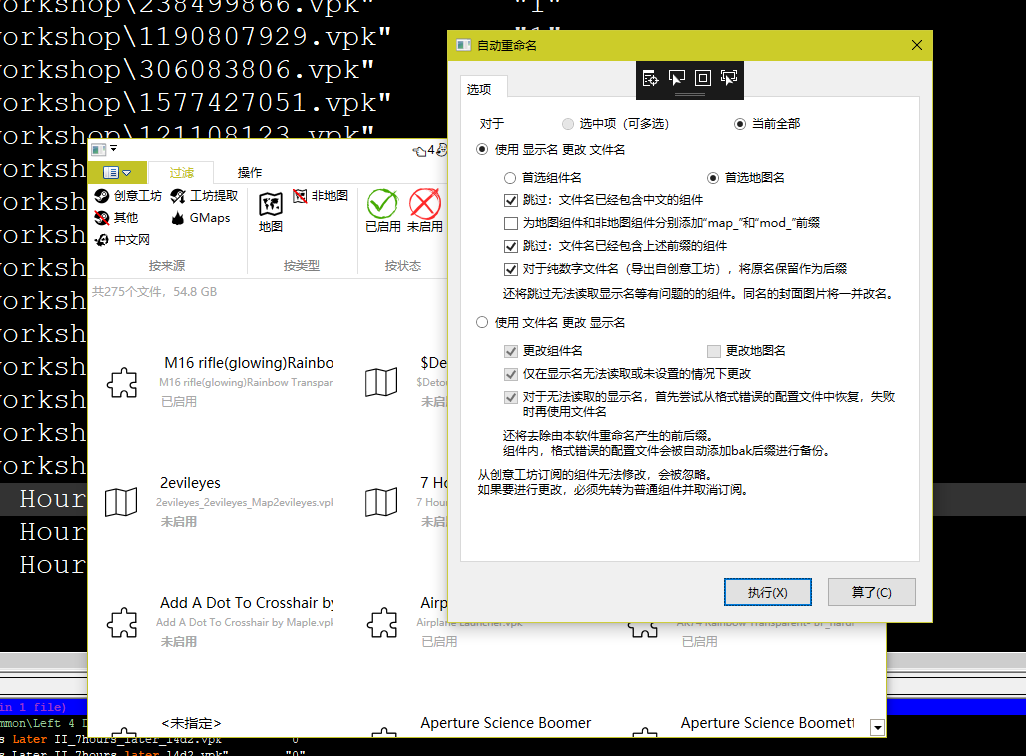 orkshop\238499866.vpk" "1"
orkshop\1190807929.vpk" "1"
orkshop\306083806.vpk"
orkshop\1577427051.vpk"
orkshop\121108123.vpk"
orksh
orksh
orksh
orksh
orksh
orksh
orksh
orksh
orksh
Hour
Hour
Hour
4
过滤
操作
创意工坊
工坊提取
其他
GMaps
中文网
按来源
地图
非地图
按类型
已启用
未启用
按状态
共275个文件，54.8 GB
M16 rifle(glowing)Rainbo
M16 rifle(glowing)Rainbow Transpar
已启用
$De
$Detou
未启
2evileyes
2evileyes_2evileyes_Map2evileyes.vpl
未启用
7 Ho
7 Hour
未启
Add A Dot To Crosshair by
Add A Dot To Crosshair by Maple.vpl
未启用
Airp
Airplane Launcher.vpk
已启用
已启用
<未指定>
Aperture Science Boomer
Aperture Science Boomett
自动重命名
选项
对于
选中项（可多选）
当前全部
使用 显示名 更改 文件名
首选组件名
首选地图名
跳过：文件名已经包含中文的组件
为地图组件和非地图组件分别添加“map_”和“mod_”前缀
跳过：文件名已经包含上述前缀的组件
对于纯数字文件名（导出自创意工坊），将原名保留作为后缀
还将跳过无法读取显示名等有问题的的组件。同名的封面图片将一并改名。
使用 文件名 更改 显示名
更改组件名
更改地图名
仅在显示名无法读取或未设置的情况下更改
对于无法读取的显示名，首先尝试从格式错误的配置文件中恢复，失败
时再使用文件名
还将去除由本软件重命名产生的前后缀。
组件内，格式错误的配置文件会被自动添加bak后缀进行备份。
从创意工坊订阅的组件无法修改，会被忽略。
如果要进行更改，必须先转为普通组件并取消订阅。
执行(X)
算了(C)
in 1 file)
mmon\Left 4 D
s Later II_7hours_later_l4d2.vpk" "0"
s Later II_7hours_later_l4d2.vpk" "0"